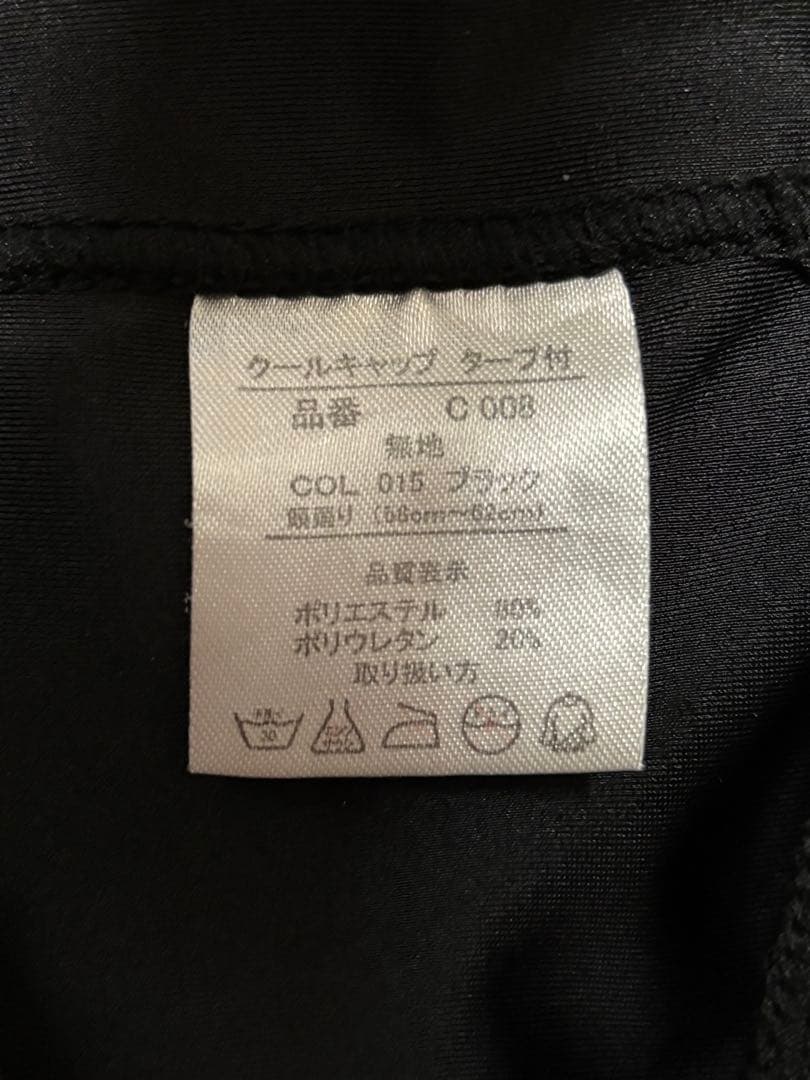 クールキャップ タープ付
品番 C 008
無地
COL 015 ブラック
頭廻り (56cm～62cm)
品質表示
ポリエステル 80%
ポリウレタン 20%
取り扱い方
30